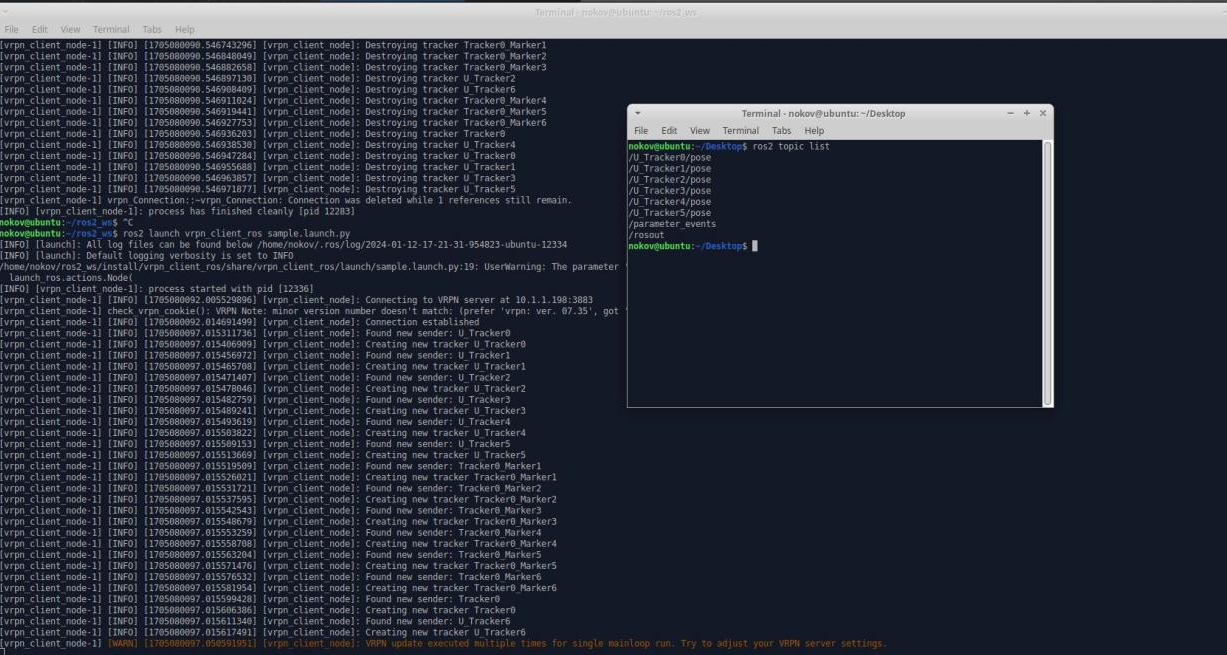 Terminal - nokov@ubuntu: ~/ros2_ws
File Edit View Terminal Tabs Help
[vrpn_client_node-1] [INFO] [1705080090.546743296] [vrpn_client_node]: Destroying tracker Tracker0_Marker1
[vrpn_client_node-1] [INFO] [1705080090.546848049] [vrpn_client_node]: Destroying tracker Tracker0_Marker2
[vrpn_client_node-1] [INFO] [1705080090.546882658] [vrpn_client_node]: Destroying tracker Tracker0_Marker3
[vrpn_client_node-1] [INFO] [1705080090.546897130] [vrpn_client_node]: Destroying tracker U_Tracker2
[vrpn_client_node-1] [INFO] [1705080090.546908409] [vrpn_client_node]: Destroying tracker U_Tracker6
[vrpn_client_node-1] [INFO] [1705080090.546911024] [vrpn_client_node]: Destroying tracker Tracker0_Marker4
[vrpn_client_node-1] [INFO] [1705080090.546919441] [vrpn_client_node]: Destroying tracker Tracker0_Marker5
[vrpn_client_node-1] [INFO] [1705080090.546927753] [vrpn_client_node]: Destroying tracker Tracker0_Marker6
[vrpn_client_node-1] [INFO] [1705080090.546936203] [vrpn_client_node]: Destroying tracker Tracker0
[vrpn_client_node-1] [INFO] [1705080090.546938530] [vrpn_client_node]: Destroying tracker U_Tracker4
[vrpn_client_node-1] [INFO] [1705080090.546947284] [vrpn_client_node]: Destroying tracker U_Tracker0
[vrpn_client_node-1] [INFO] [1705080090.546955688] [vrpn_client_node]: Destroying tracker U_Tracker1
[vrpn_client_node-1] [INFO] [1705080090.546963857] [vrpn_client_node]: Destroying tracker U_Tracker3
[vrpn_client_node-1] [INFO] [1705080090.546971877] [vrpn_client_node]: Destroying tracker U_Tracker5
[vrpn_client_node-1] vrpn_Connection::~vrpn_Connection: Connection was deleted while 1 references still remain.
[INFO] [vrpn_client_node-1]: process has finished cleanly [pid 12283]
nokov@ubuntu:~/ros2_ws$ ^C
nokov@ubuntu:~/ros2_ws$ ros2 launch vrpn_client_ros sample.launch.py
[INFO] [launch]: All log files can be found below /home/nokov/.ros/log/2024-01-12-17-21-31-954823-ubuntu-12334
[INFO] [launch]: Default logging verbosity is set to INFO
/home/nokov/ros2_ws/install/vrpn_client_ros/share/vrpn_client_ros/launch/sample.launch.py:19: UserWarning: The parameter '
launch_ros.actions.Node(
[INFO] [vrpn_client_node-1]: process started with pid [12336]
[vrpn_client_node-1] [INFO] [1705080092.005529896] [vrpn_client_node]: Connecting to VRPN server at 10.1.1.198:3883
[vrpn_client_node-1] check_vrpn_cookie(): VRPN Note: minor version number doesn't match: (prefer 'vrpn: ver. 07.35', got '
[vrpn_client_node-1] [INFO] [1705080092.014691499] [vrpn_client_node]: Connection established
[vrpn_client_node-1] [INFO] [1705080097.015311736] [vrpn_client_node]: Found new sender: U_Tracker0
[vrpn_client_node-1] [INFO] [1705080097.015406909] [vrpn_client_node]: Creating new tracker U_Tracker0
[vrpn_client_node-1] [INFO] [1705080097.015456972] [vrpn_client_node]: Found new sender: U_Tracker1
[vrpn_client_node-1] [INFO] [1705080097.015465708] [vrpn_client_node]: Creating new tracker U_Tracker1
[vrpn_client_node-1] [INFO] [1705080097.015471407] [vrpn_client_node]: Found new sender: U_Tracker2
[vrpn_client_node-1] [INFO] [1705080097.015478046] [vrpn_client_node]: Creating new tracker U_Tracker2
[vrpn_client_node-1] [INFO] [1705080097.015482759] [vrpn_client_node]: Found new sender: U_Tracker3
[vrpn_client_node-1] [INFO] [1705080097.015489241] [vrpn_client_node]: Creating new tracker U_Tracker3
[vrpn_client_node-1] [INFO] [1705080097.015493619] [vrpn_client_node]: Found new sender: U_Tracker4
[vrpn_client_node-1] [INFO] [1705080097.015503822] [vrpn_client_node]: Creating new tracker U_Tracker4
[vrpn_client_node-1] [INFO] [1705080097.015509153] [vrpn_client_node]: Found new sender: U_Tracker5
[vrpn_client_node-1] [INFO] [1705080097.015513669] [vrpn_client_node]: Creating new tracker U_Tracker5
[vrpn_client_node-1] [INFO] [1705080097.015519509] [vrpn_client_node]: Found new sender: Tracker0_Marker1
[vrpn_client_node-1] [INFO] [1705080097.015526021] [vrpn_client_node]: Creating new tracker Tracker0_Marker1
[vrpn_client_node-1] [INFO] [1705080097.015531721] [vrpn_client_node]: Found new sender: Tracker0_Marker2
[vrpn_client_node-1] [INFO] [1705080097.015537595] [vrpn_client_node]: Creating new tracker Tracker0_Marker2
[vrpn_client_node-1] [INFO] [1705080097.015542543] [vrpn_client_node]: Found new sender: Tracker0_Marker3
[vrpn_client_node-1] [INFO] [1705080097.015548679] [vrpn_client_node]: Creating new tracker Tracker0_Marker3
[vrpn_client_node-1] [INFO] [1705080097.015553259] [vrpn_client_node]: Found new sender: Tracker0_Marker4
[vrpn_client_node-1] [INFO] [1705080097.015558708] [vrpn_client_node]: Creating new tracker Tracker0_Marker4
[vrpn_client_node-1] [INFO] [1705080097.015563204] [vrpn_client_node]: Found new sender: Tracker0_Marker5
[vrpn_client_node-1] [INFO] [1705080097.015571476] [vrpn_client_node]: Creating new tracker Tracker0_Marker5
[vrpn_client_node-1] [INFO] [1705080097.015576532] [vrpn_client_node]: Found new sender: Tracker0_Marker6
[vrpn_client_node-1] [INFO] [1705080097.015581954] [vrpn_client_node]: Creating new tracker Tracker0_Marker6
[vrpn_client_node-1] [INFO] [1705080097.015599428] [vrpn_client_node]: Found new sender: Tracker0
[vrpn_client_node-1] [INFO] [1705080097.015606386] [vrpn_client_node]: Creating new tracker Tracker0
[vrpn_client_node-1] [INFO] [1705080097.015611340] [vrpn_client_node]: Found new sender: U_Tracker6
[vrpn_client_node-1] [INFO] [1705080097.015617491] [vrpn_client_node]: Creating new tracker U_Tracker6
[vrpn_client_node-1] [WARN] [1705080097.050591951] [vrpn_client_node]: VRPN update executed multiple times for single mainloop run. Try to adjust your VRPN server settings.
Terminal - nokov@ubuntu: ~/Desktop
File Edit View Terminal Tabs Help
nokov@ubuntu:~/Desktop$ ros2 topic list
/U_Tracker0/pose
/U_Tracker1/pose
/U_Tracker2/pose
/U_Tracker3/pose
/U_Tracker4/pose
/U_Tracker5/pose
/parameter_events
/rosout
nokov@ubuntu:~/Desktop$